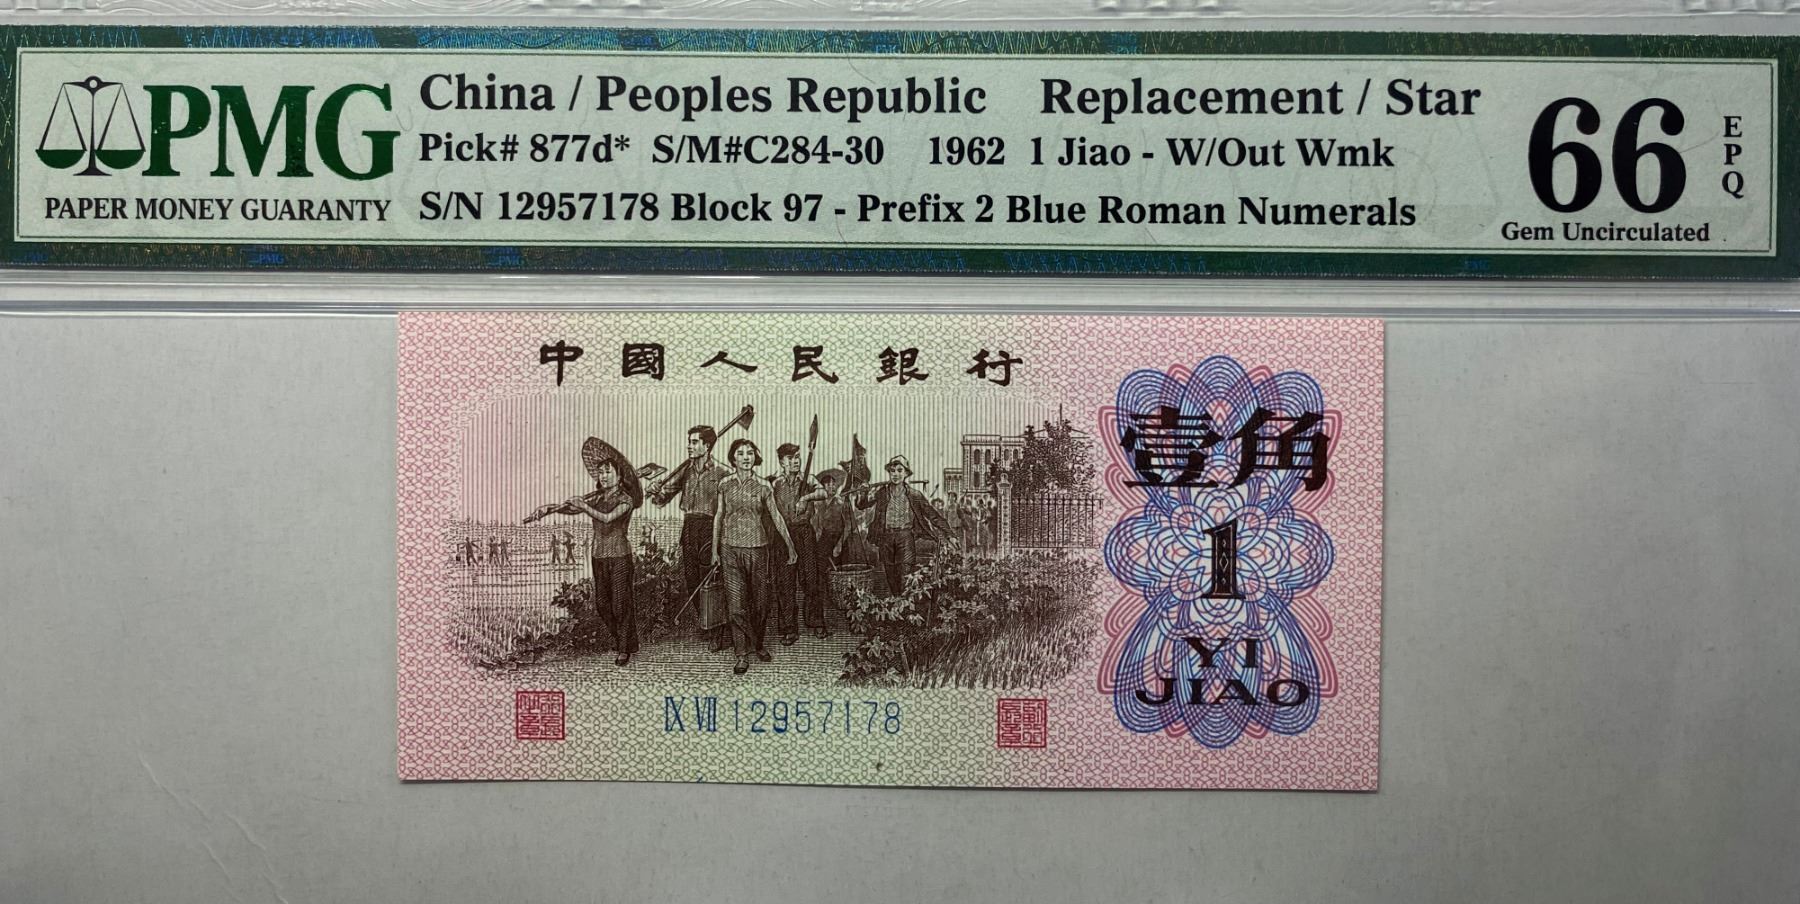 China / Peoples Republic Replacement / Star
PMG
PAPER MONEY GUARANTY
Pick# 877d* S/M#C284-30 1962 1 Jiao - W/Out Wmk
S/N 12957178 Block 97 - Prefix 2 Blue Roman Numerals
66
EPQ
Gem Uncirculated
中國人民銀行
壹角
1
YI
JIAO
IX VII 12957178